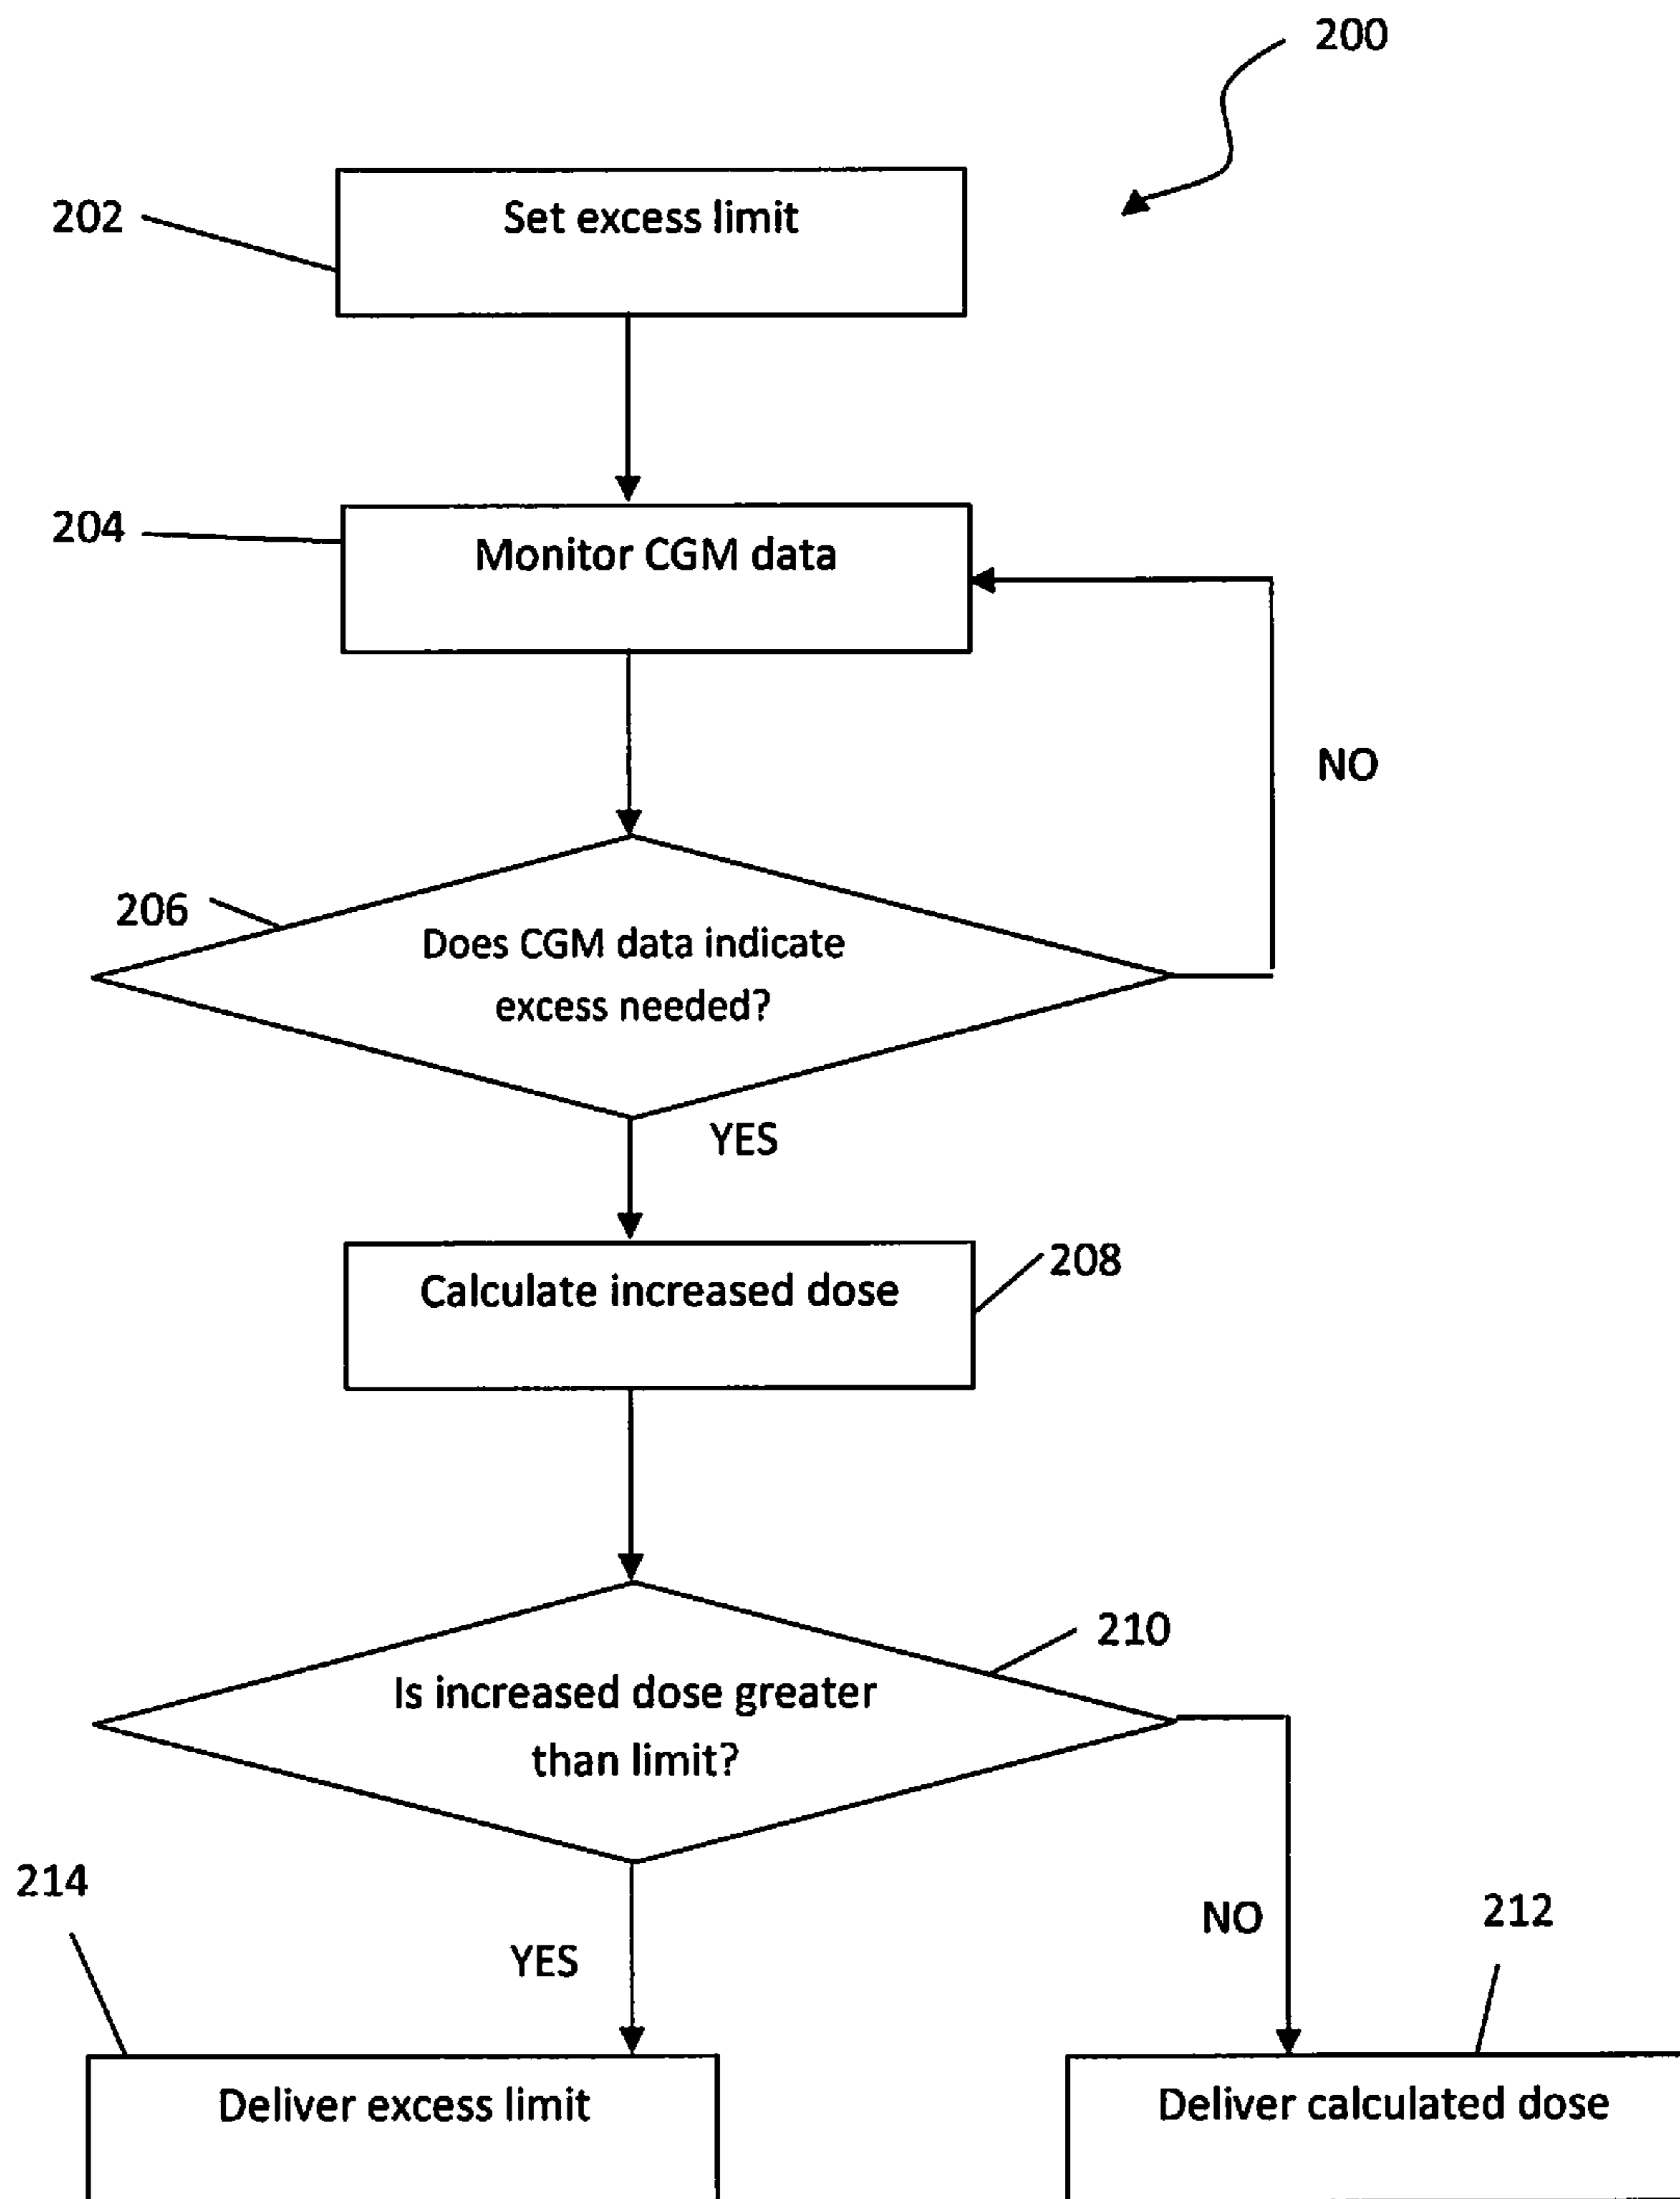 200
202
Set excess limit
204
Monitor CGM data
NO
206
Does CGM data indicate
excess needed?
YES
208
Calculate increased dose
210
Is increased dose greater
than limit?
214
YES
NO
212
Deliver excess limit
Deliver calculated dose